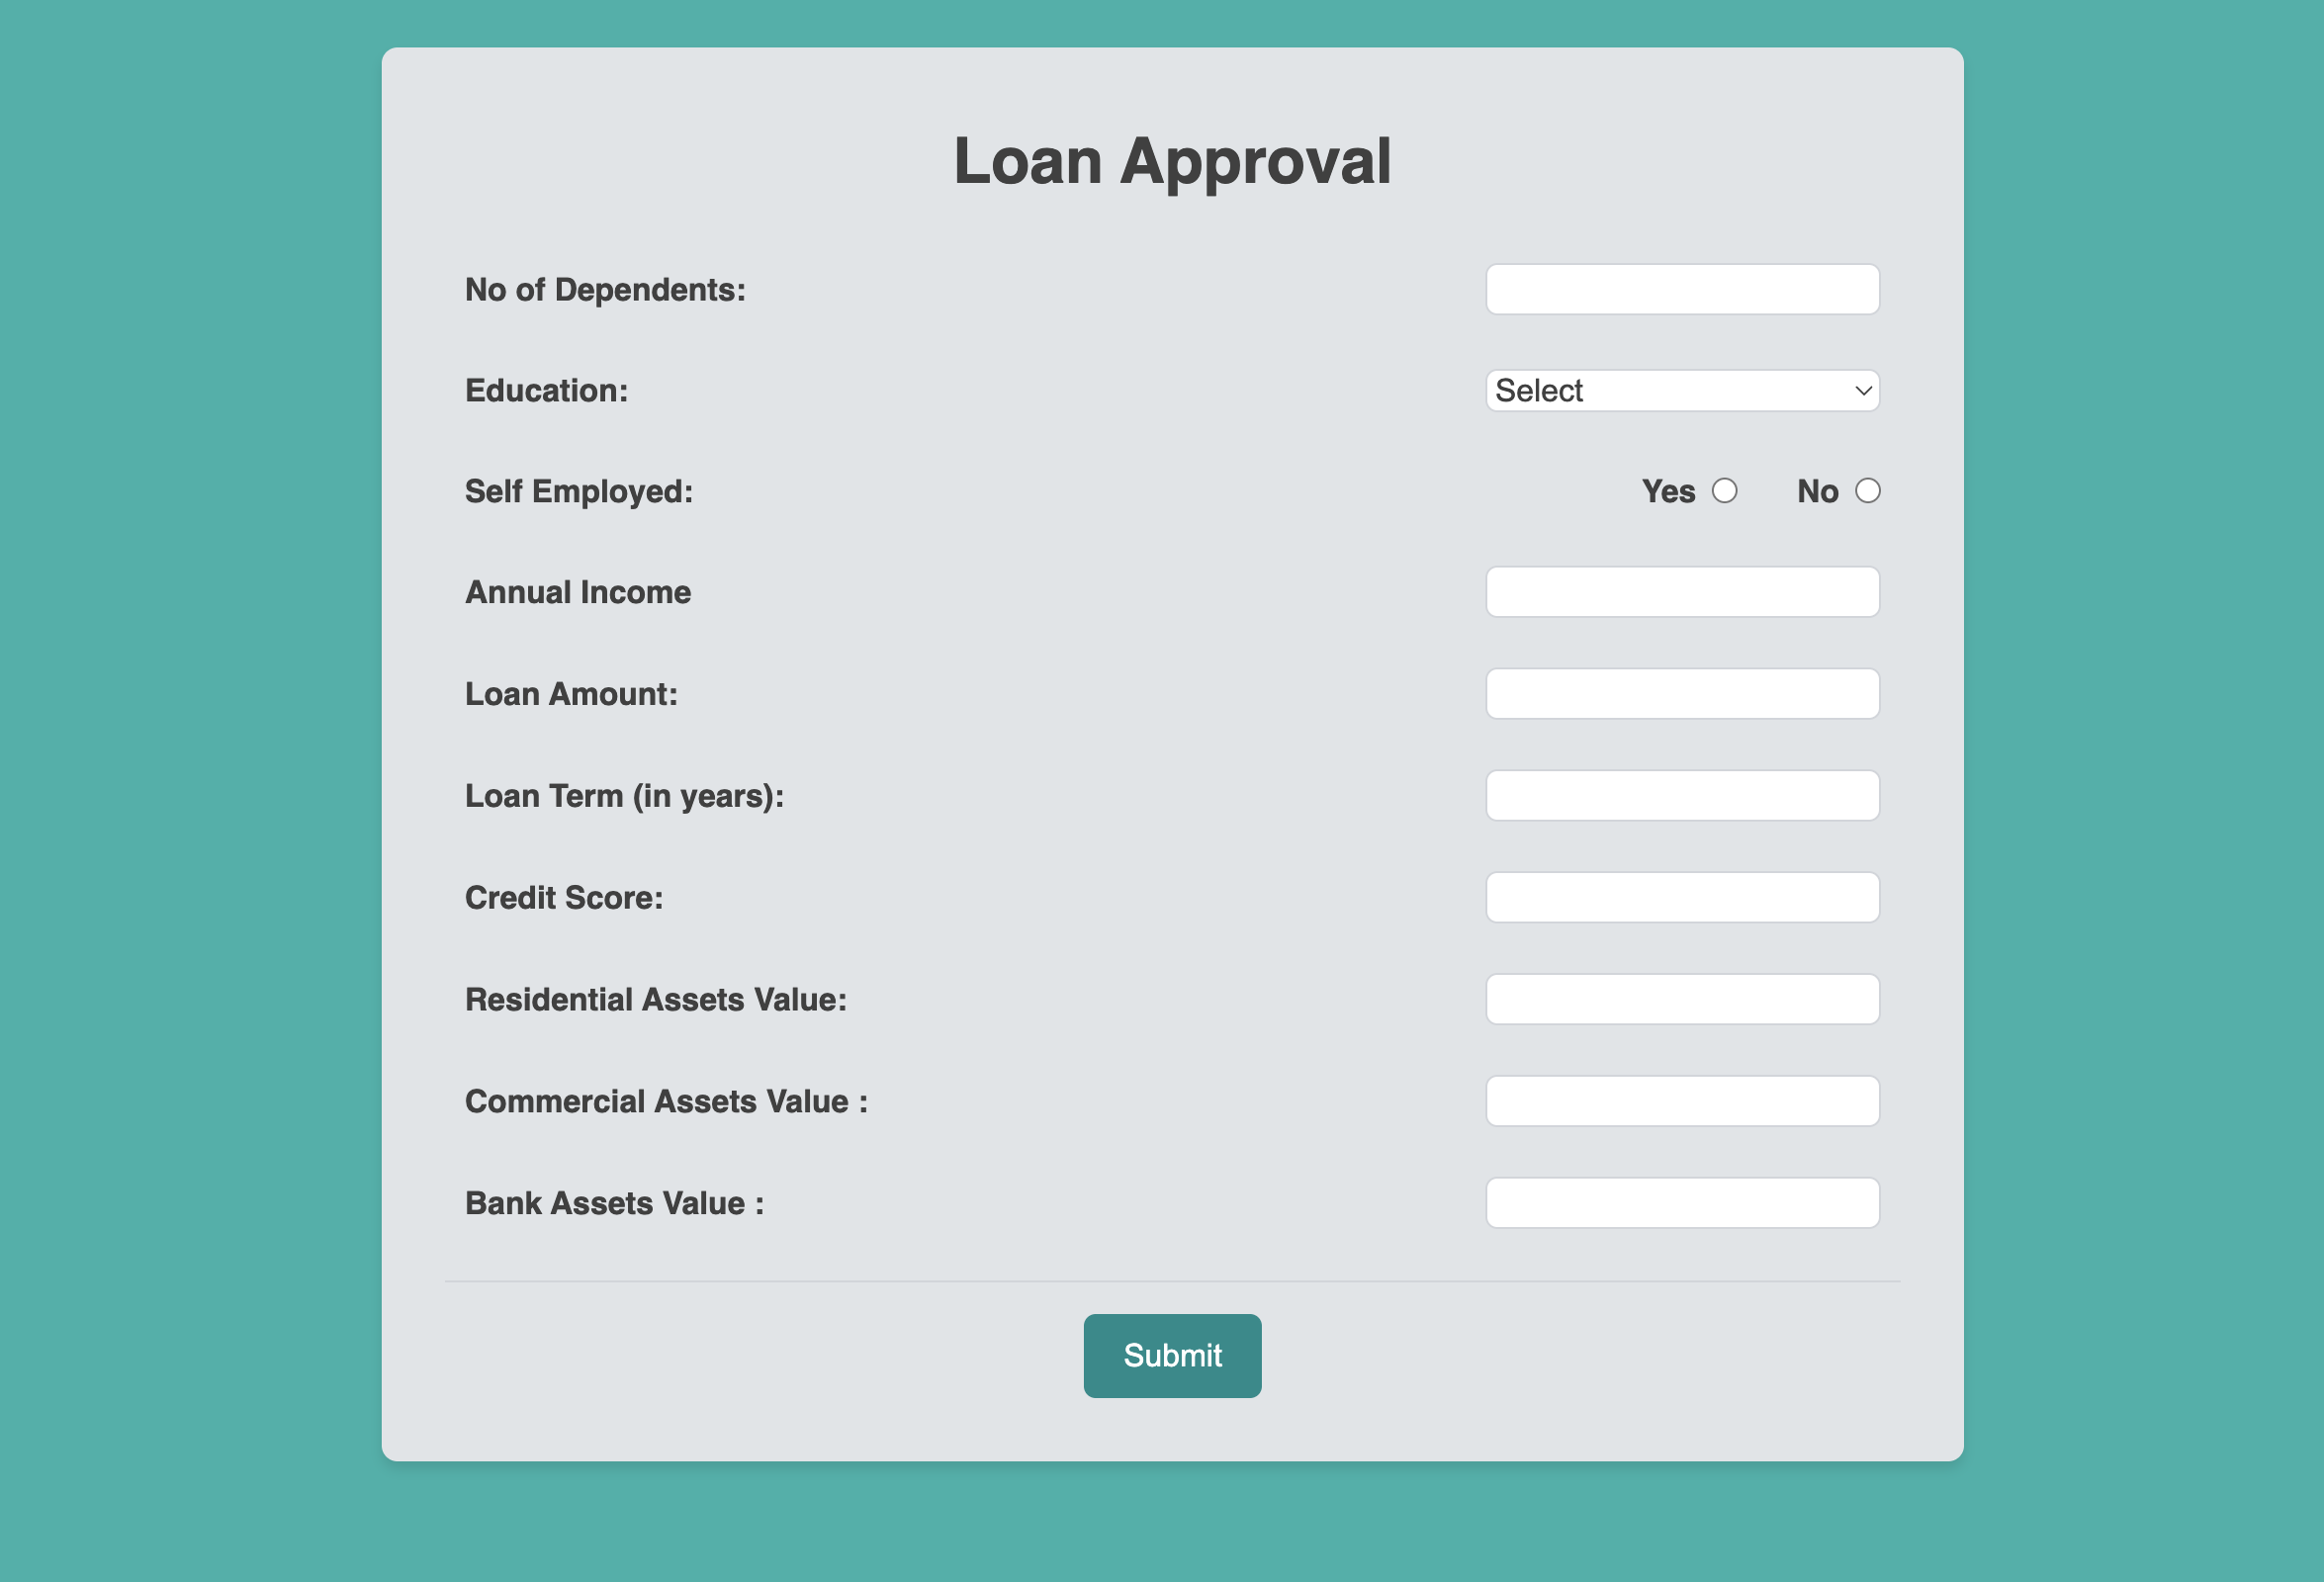 Loan Approval
No of Dependents:
Education: Select
Self Employed: Yes No
Annual Income
Loan Amount:
Loan Term (in years):
Credit Score:
Residential Assets Value:
Commercial Assets Value :
Bank Assets Value :
Submit